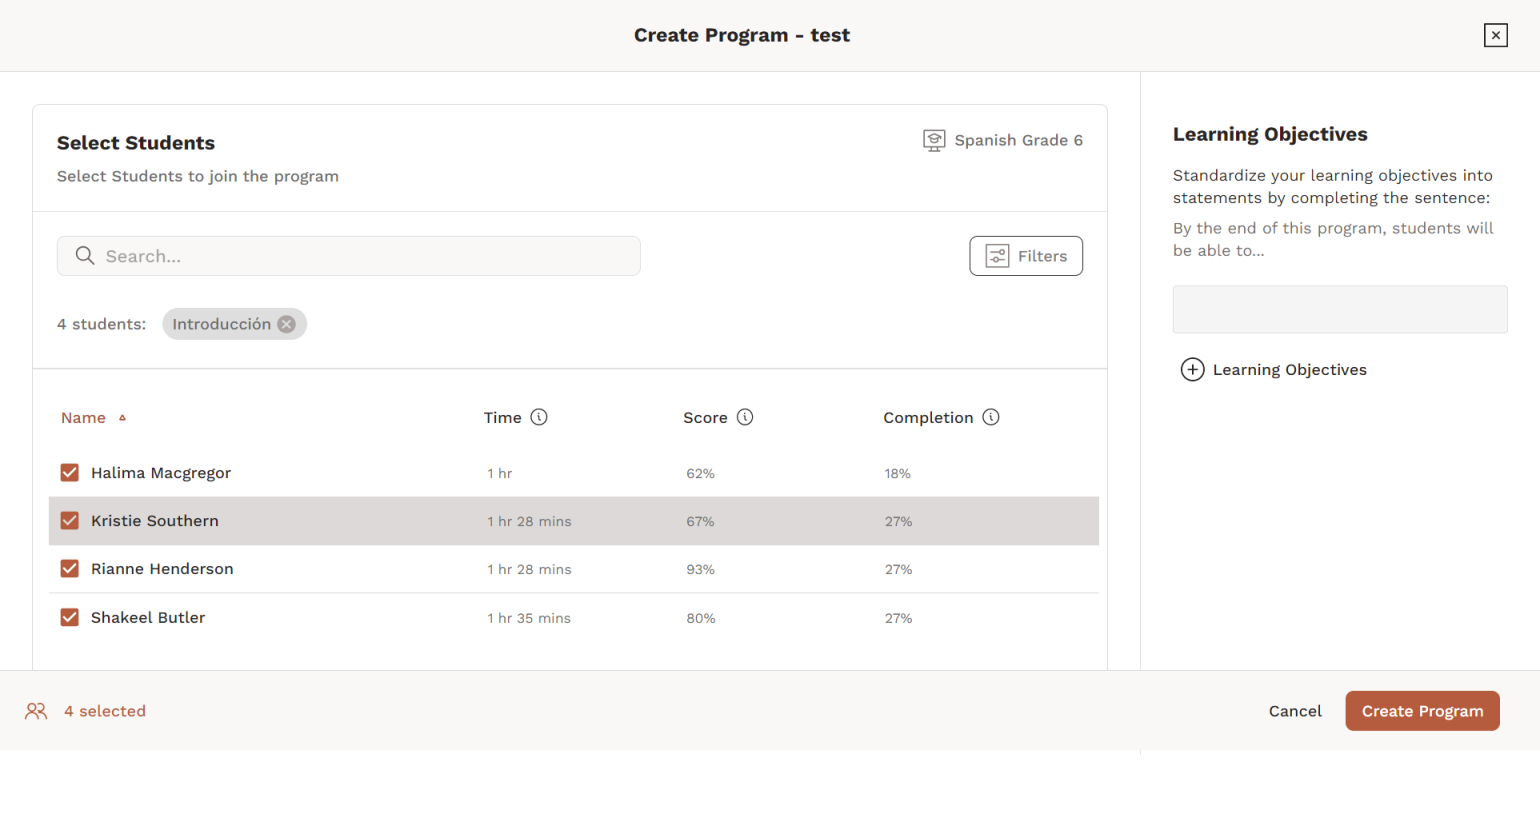 Create Program - test
Select Students
Select Students to join the program
Spanish Grade 6
Search...
Filters
4 students:
Introducción
Name
Time
Score
Completion
Halima Macgregor 1 hr 62% 18%
Kristie Southern 1 hr 28 mins 67% 27%
Rianne Henderson 1 hr 28 mins 93% 27%
Shakeel Butler 1 hr 35 mins 80% 27%
Learning Objectives
Standardize your learning objectives into
statements by completing the sentence:
By the end of this program, students will
be able to...
Learning Objectives
4 selected
Cancel
Create Program